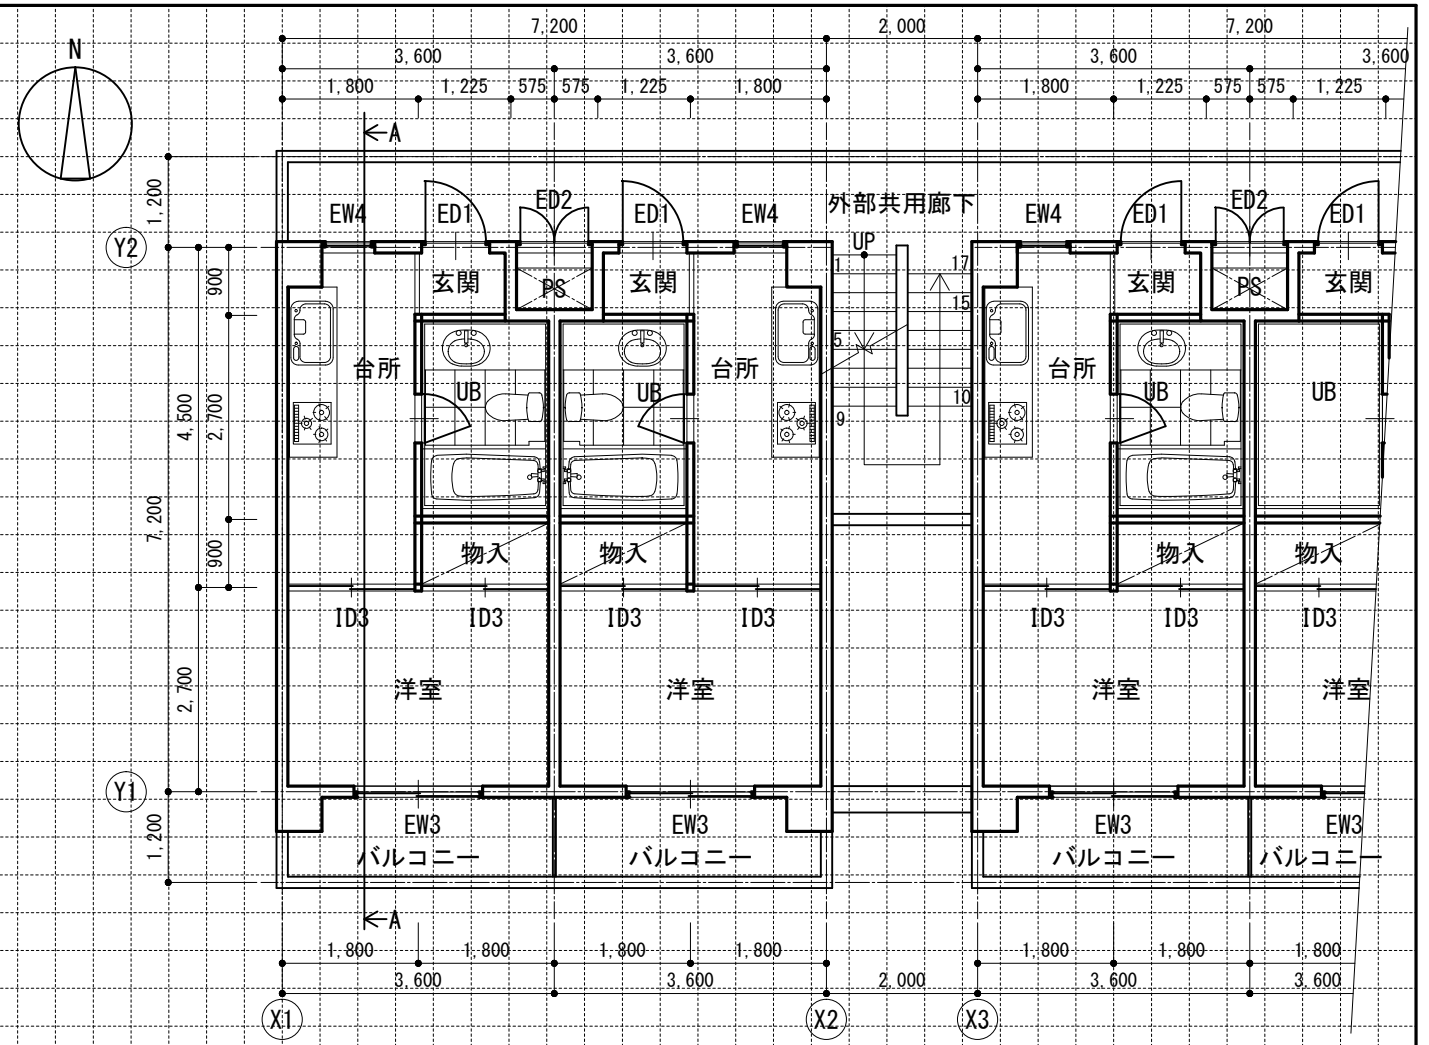 7,200 2,000 7,200
N 3,600 3,600 3,600 3,600
1,800 1,225 575 575 1,225 1,800 1,800 1,225 575 575 1,225
A
1,200
ED2 外部共用廊下 ED2
EW4 ED1 ED1 EW4 EW4 ED1 ED1
Y2 UP
1 17
900 玄関 PS 玄関 玄関 PS 玄関
15
5
台所 台所 台所
UB UB UB UB
4,500 2,700 10
9
7,200
900 物入 物入 物入 物入
ID3 ID3 ID3 ID3 ID3 ID3 ID3
2,700 洋室 洋室 洋室 洋室
Y1
1,200 EW3 EW3 EW3 EW3
バルコニー バルコニー バルコニー バルコニー
A
1,800 1,800 1,800 1,800 1,800 1,800 1,800
3,600 3,600 2,000 3,600 3,600
X1 X2 X3